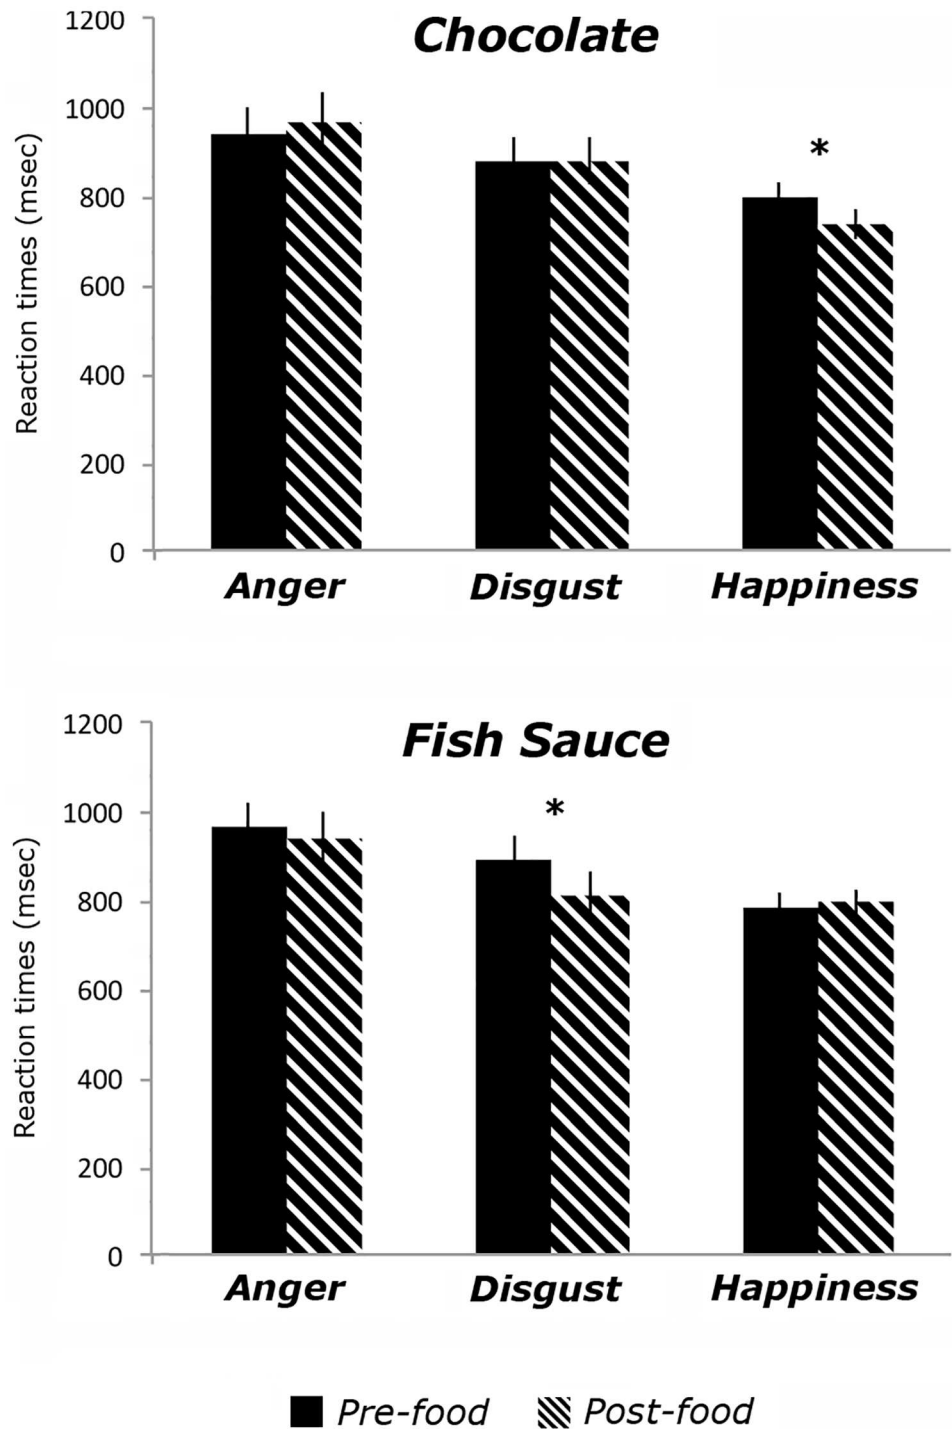 Chocolate
Reaction times (msec)
1200
1000
800
600
400
200
0
*
Anger Disgust Happiness
Fish Sauce
Reaction times (msec)
1200
1000
800
600
400
200
0
*
Anger Disgust Happiness
Pre-food Post-food